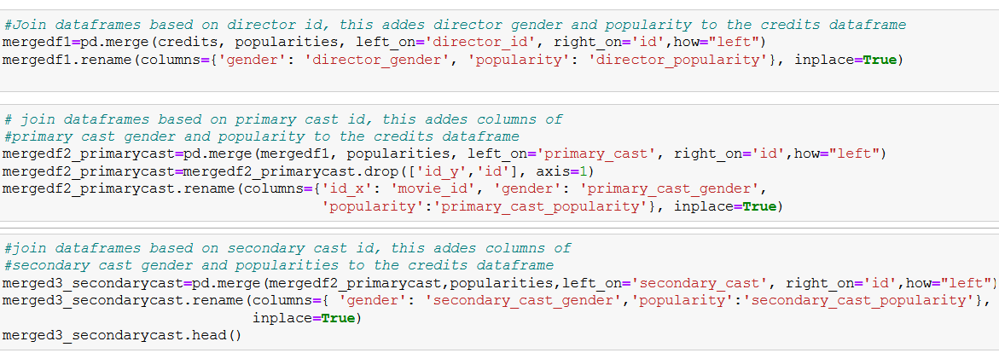 #Join dataframes based on director id, this addes director gender and popularity to the credits dataframe
mergedf1=pd.merge(credits, popularities, left_on='director_id', right_on='id',how="left")
mergedf1.rename(columns={'gender': 'director_gender', 'popularity': 'director_popularity'}, inplace=True)
# join dataframes based on primary cast id, this addes columns of
#primary cast gender and popularity to the credits dataframe
mergedf2_primarycast=pd.merge(mergedf1, popularities, left_on='primary_cast', right_on='id',how="left")
mergedf2_primarycast=mergedf2_primarycast.drop(['id_y','id'], axis=1)
mergedf2_primarycast.rename(columns={'id_x': 'movie_id', 'gender': 'primary_cast_gender',
'popularity':'primary_cast_popularity'}, inplace=True)
#join dataframes based on secondary cast id, this addes columns of
#secondary cast gender and popularities to the credits dataframe
merged3_secondarycast=pd.merge(mergedf2_primarycast,popularities,left_on='secondary_cast', right_on='id',how="left")
merged3_secondarycast.rename(columns={ 'gender': 'secondary_cast_gender','popularity':'secondary_cast_popularity'},
inplace=True)
merged3_secondarycast.head()